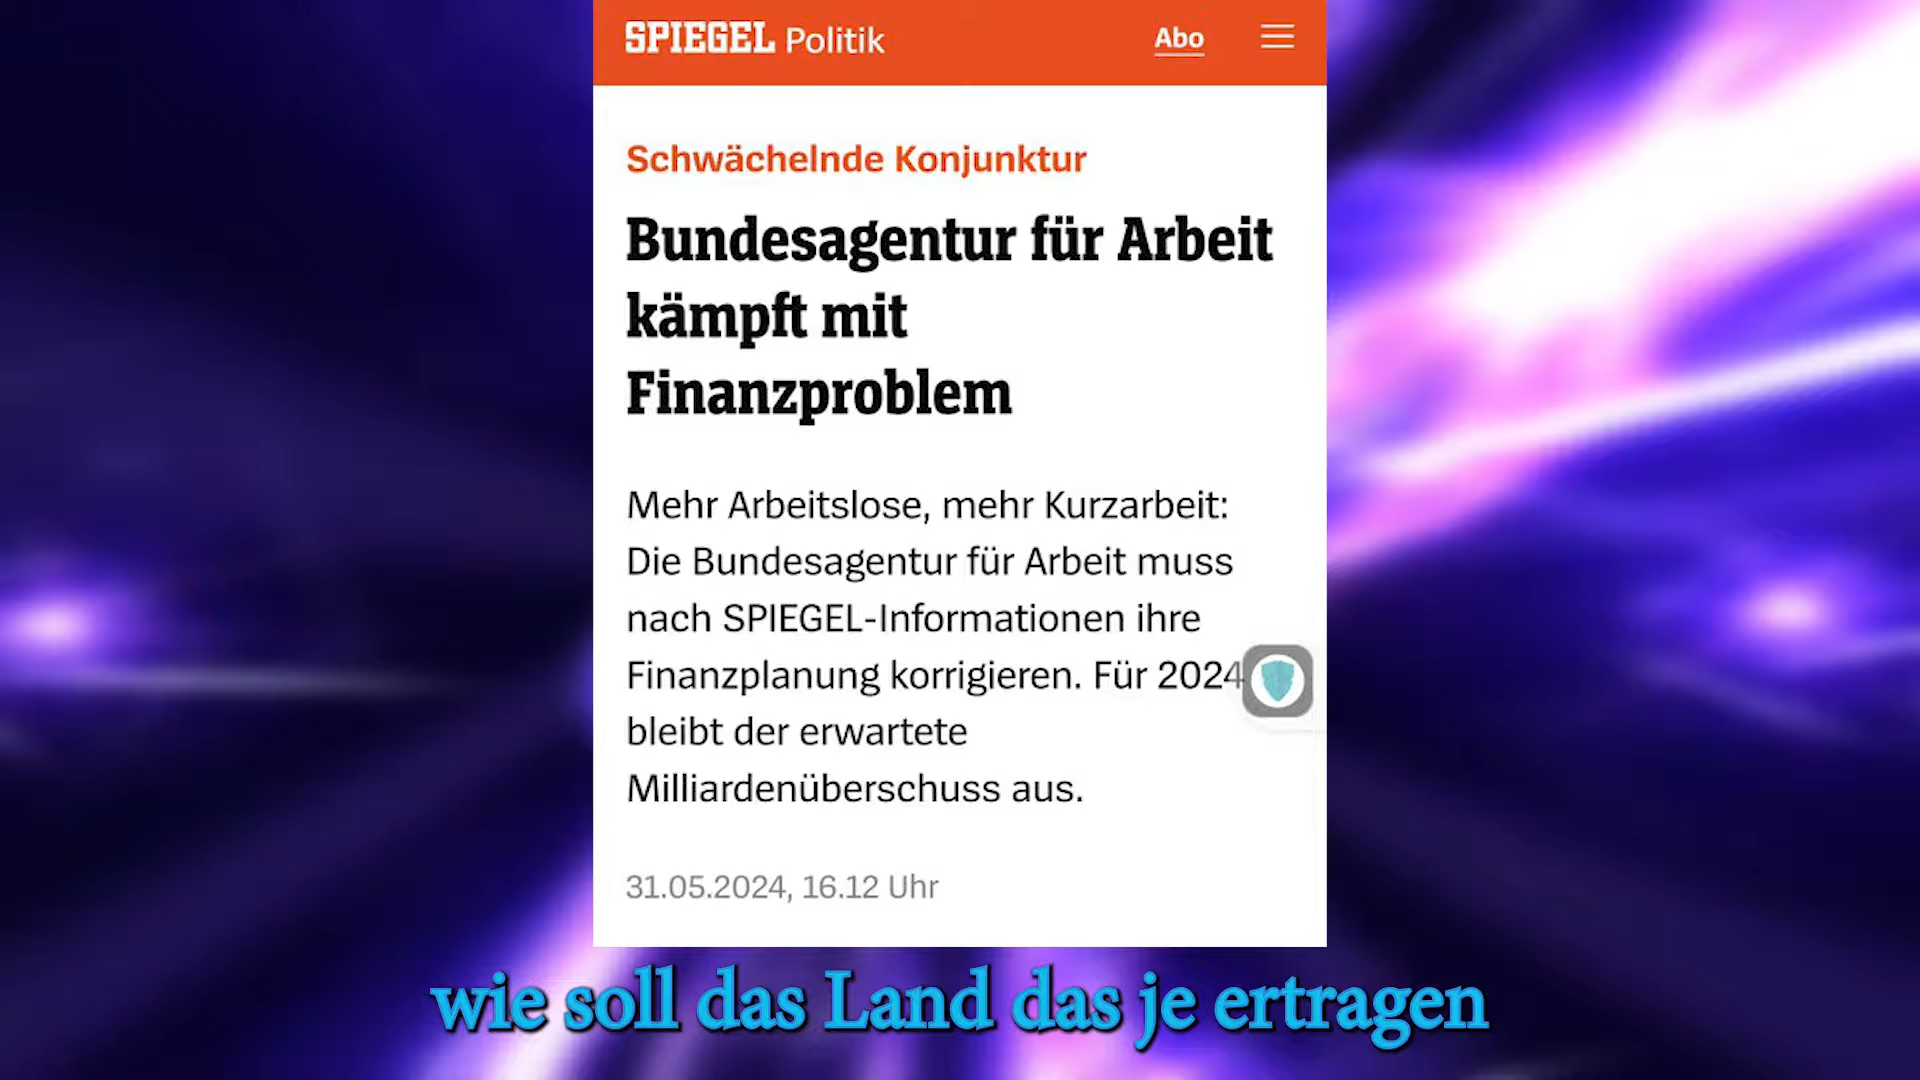 SPIEGEL Politik
Abo
Schwächelnde Konjunktur
Bundesagentur für Arbeit
kämpft mit
Finanzproblem
Mehr Arbeitslose, mehr Kurzarbeit:
Die Bundesagentur für Arbeit muss
nach SPIEGEL-Informationen ihre
Finanzplanung korrigieren. Für 2024
bleibt der erwartete
Milliardenüberschuss aus.
31.05.2024, 16.12 Uhr
wie soll das Land das je ertragen